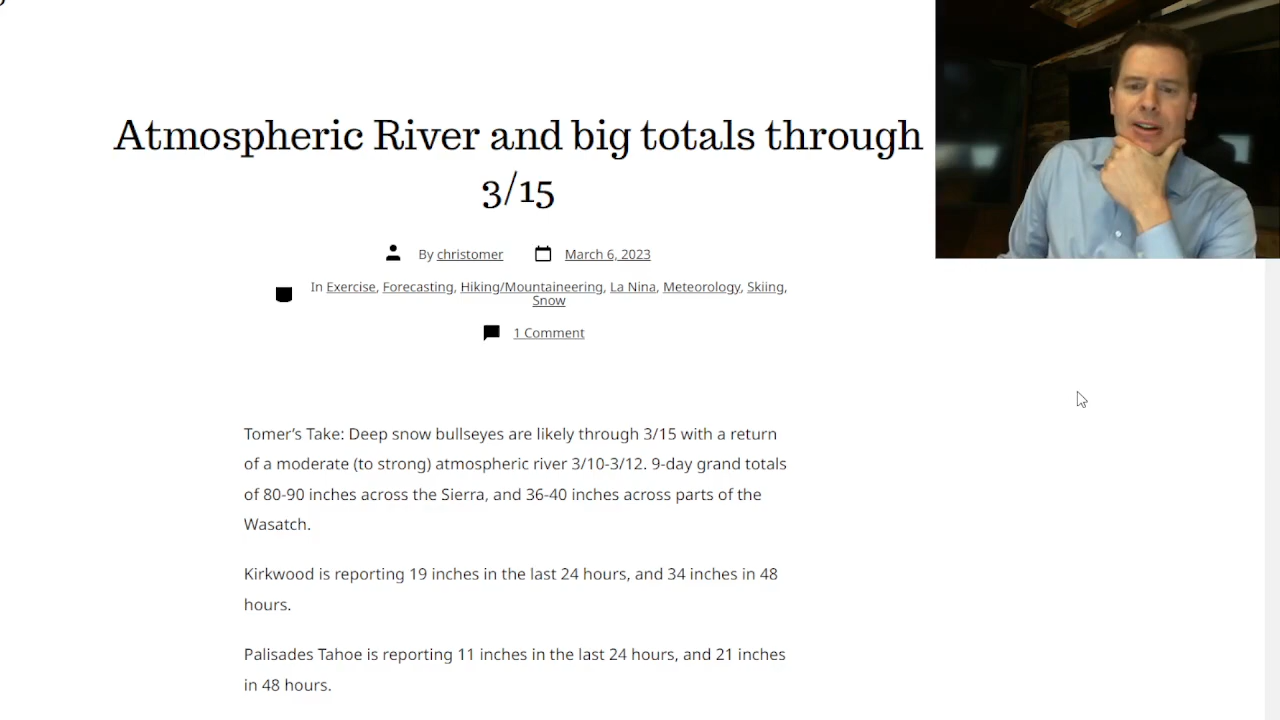 Atmospheric River and big totals through
3/15
By christomer March 6, 2023
In Exercise, Forecasting, Hiking/Mountaineering, La Nina, Meteorology, Skiing,
Snow
1 Comment
Tomer’s Take: Deep snow bullseyes are likely through 3/15 with a return
of a moderate (to strong) atmospheric river 3/10-3/12. 9-day grand totals
of 80-90 inches across the Sierra, and 36-40 inches across parts of the
Wasatch.
Kirkwood is reporting 19 inches in the last 24 hours, and 34 inches in 48
hours.
Palisades Tahoe is reporting 11 inches in the last 24 hours, and 21 inches
in 48 hours.